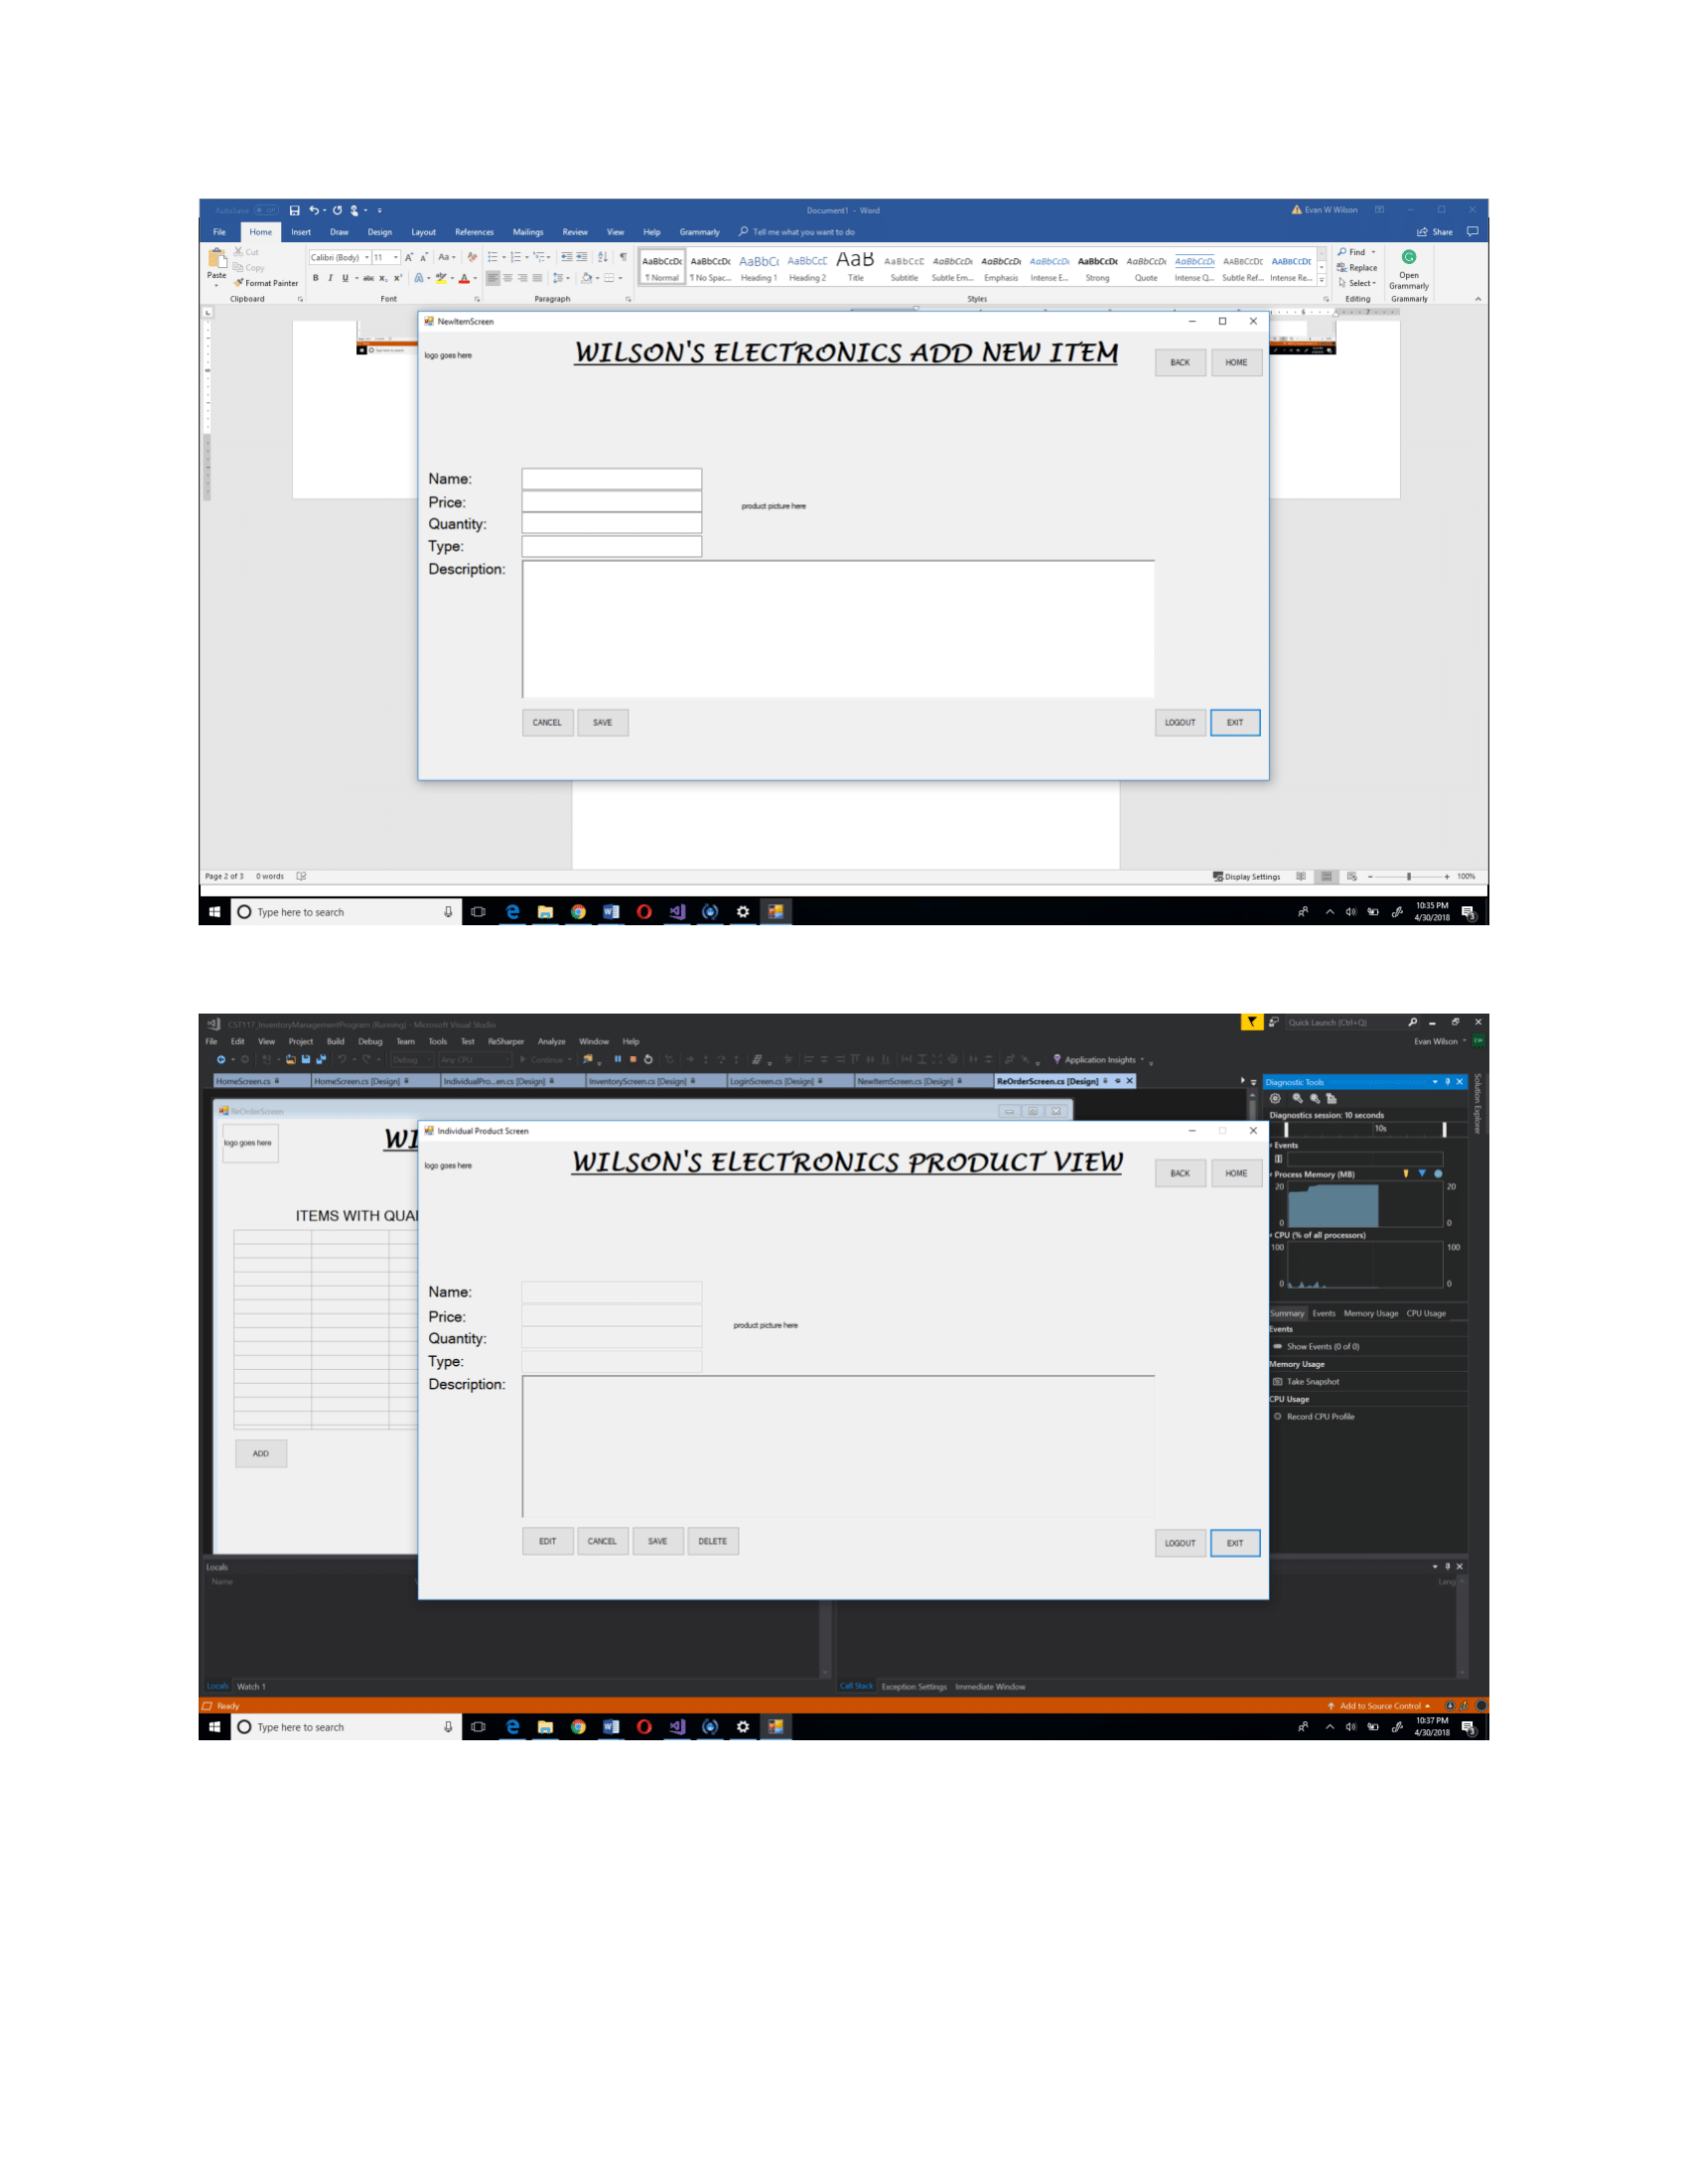 AutoSave Off Document1 - Word Evan W Wilson
File Home Insert Draw Design Layout References Mailings Review View Help Grammarly Tell me what you want to do Share
Paste Cut Copy Format Painter Calibri (Body) 11 Find Replace Select Open Grammarly
AaBbCcDc AaBbCcDc AaBbC AaBbCcE AaB AaBbCcE AaBbCcDt AaBbCcDt AaBbCcDt AaBbCcDc AaBbCcDt AaBbCcDt AABBCCDE AABBCCDE
¶ Normal ¶ No Spac... Heading 1 Heading 2 Title Subtitle Subtle Em... Emphasis Intense E... Strong Quote Intense Q... Subtle Ref... Intense Re...
Clipboard Font Paragraph Styles Editing Grammarly
NewItemScreen
logo goes here WILSON'S ELECTRONICS ADD NEW ITEM BACK HOME
Name:
Price: product picture here
Quantity:
Type:
Description:
CANCEL SAVE LOGOUT EXIT
Page 2 of 3 0 words Display Settings 100%
Type here to search 10:35 PM
4/30/2018
CST117_InventoryManagementProgram (Running) - Microsoft Visual Studio Quick Launch (Ctrl+Q)
File Edit View Project Build Debug Team Tools Test ReSharper Analyze Window Help Evan Wilson EW
Debug Any CPU Continue Application Insights
HomeScreen.cs HomeScreen.cs [Design] IndividualPro...en.cs [Design] InventoryScreen.cs [Design] LoginScreen.cs [Design] NewItemScreen.cs [Design] ReOrderScreen.cs [Design] Diagnostic Tools Solution Explorer
ReOrderScreen
logo goes here WI
ITEMS WITH QUAI
ADD
Individual Product Screen
logo goes here WILSON'S ELECTRONICS PRODUCT VIEW BACK HOME
Name:
Price: product picture here
Quantity:
Type:
Description:
EDIT CANCEL SAVE DELETE LOGOUT EXIT
Diagnostics session: 10 seconds
10s
Events
Process Memory (MB)
20 20
0 0
CPU (% of all processors)
100 100
0 0
Summary Events Memory Usage CPU Usage
Events
Show Events (0 of 0)
Memory Usage
Take Snapshot
CPU Usage
Record CPU Profile
Locals
Name Lang
Locals Watch 1 Call Stack Exception Settings Immediate Window
Ready Add to Source Control
Type here to search 10:37 PM
4/30/2018